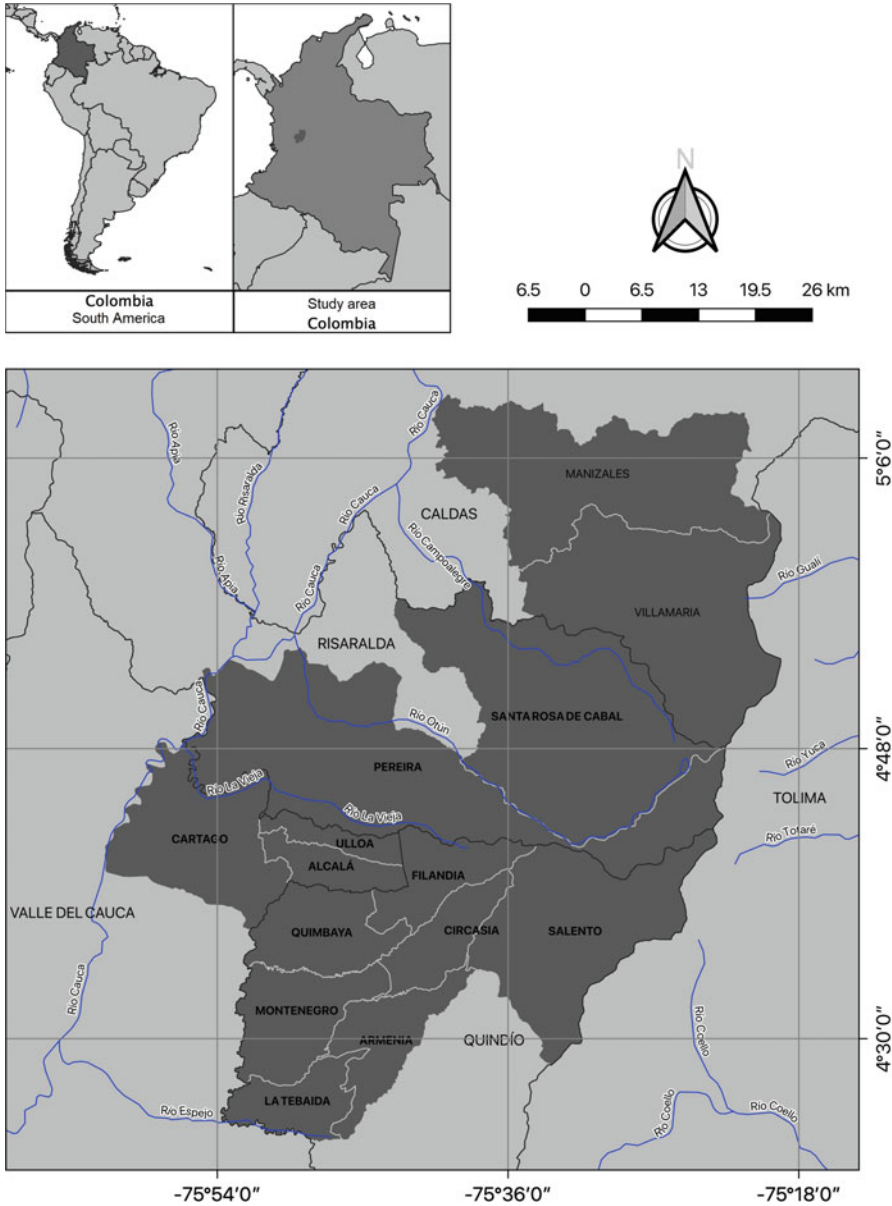 Colombia
South America
Study area
Colombia
N
6.5 0 6.5 13 19.5 26 km
Río Cauca
Río Apia
Río Risaralda
MANIZALES
5°6′0″
CALDAS
Río Cauca
Río Campoalegre
Río Gualí
Río Apia
Río Cauca
VILLAMARIA
RISARALDA
Río Cauca
Río Otún
SANTA ROSA DE CABAL
4°48′0″
Río Yuca
PEREIRA
Río La Vieja
TOLIMA
Río La Vieja
Río Totaré
CARTAGO
ULLOA
ALCALÁ
FILANDIA
VALLE DEL CAUCA
QUIMBAYA
CIRCASIA
SALENTO
Río Cauca
MONTENEGRO
ARMENIA
QUINDÍO
Río Coello
4°30′0″
LA TEBAIDA
Río Espejo
Río Coello
Río Coello
-75°54′0″ -75°36′0″ -75°18′0″